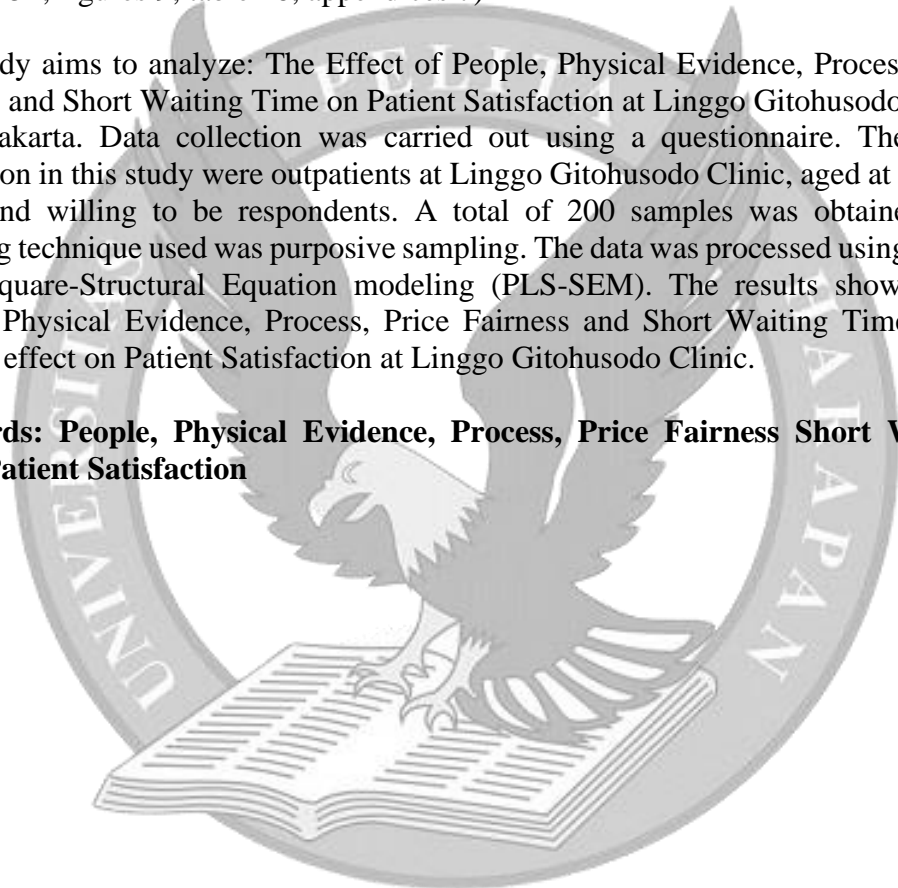 dy aims to analyze: The Effect of People, Physical Evidence, Proces
and Short Waiting Time on Patient Satisfaction at Linggo Gitohusodo
akarta. Data collection was carried out using a questionnaire. The
on in this study were outpatients at Linggo Gitohusodo Clinic, aged at
nd willing to be respondents. A total of 200 samples was obtaine
g technique used was purposive sampling. The data was processed using
quare-Structural Equation modeling (PLS-SEM). The results show
Physical Evidence, Process, Price Fairness and Short Waiting Time
effect on Patient Satisfaction at Linggo Gitohusodo Clinic.
rds: People, Physical Evidence, Process, Price Fairness Short W
Patient Satisfaction
UNIVERSITAS PELITA HARAPAN